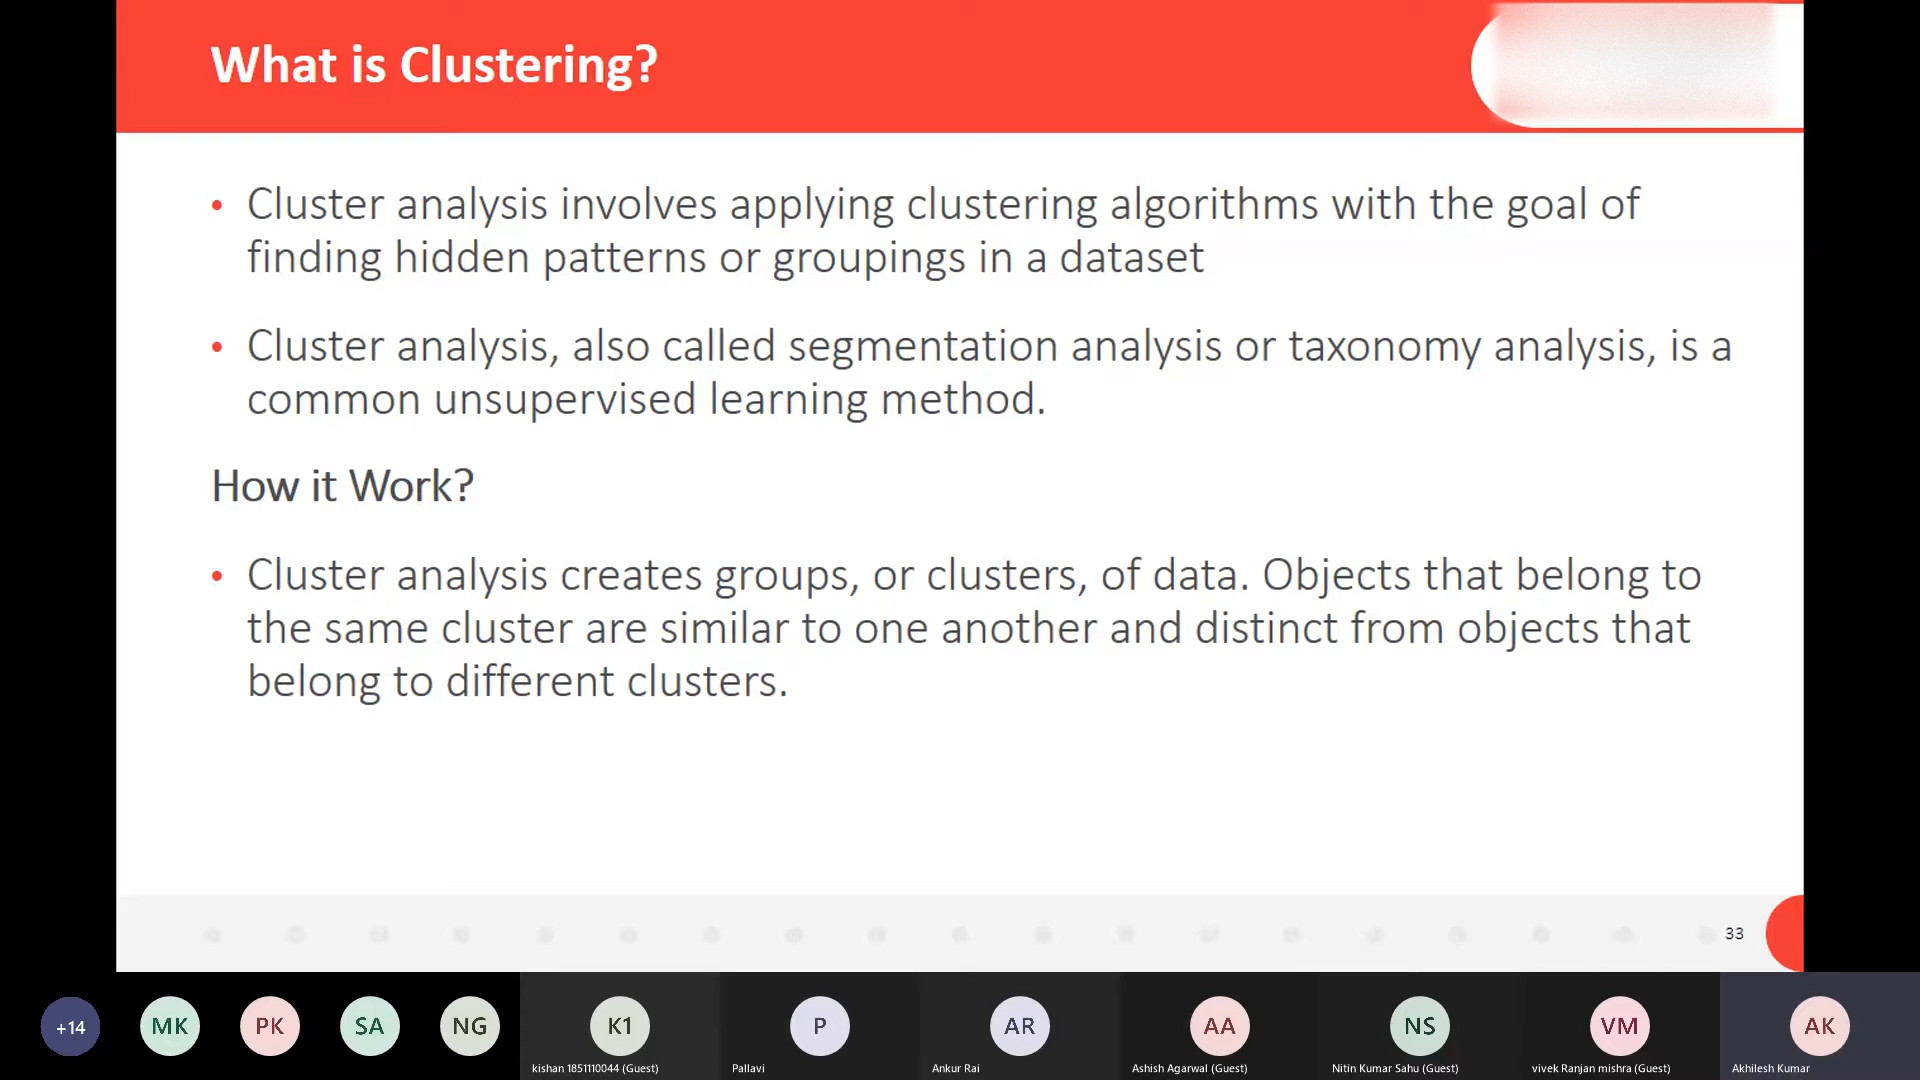 What is Clustering?
• Cluster analysis involves applying clustering algorithms with the goal of
finding hidden patterns or groupings in a dataset
• Cluster analysis, also called segmentation analysis or taxonomy analysis, is a
common unsupervised learning method.
How it Work?
• Cluster analysis creates groups, or clusters, of data. Objects that belong to
the same cluster are similar to one another and distinct from objects that
belong to different clusters.
33
+14 MK PK SA NG K1 P AR AA NS VM AK
kishan 1851110044 (Guest) Pallavi Ankur Rai Ashish Agarwal (Guest) Nitin Kumar Sahu (Guest) vivek Ranjan mishra (Guest) Akhilesh Kumar